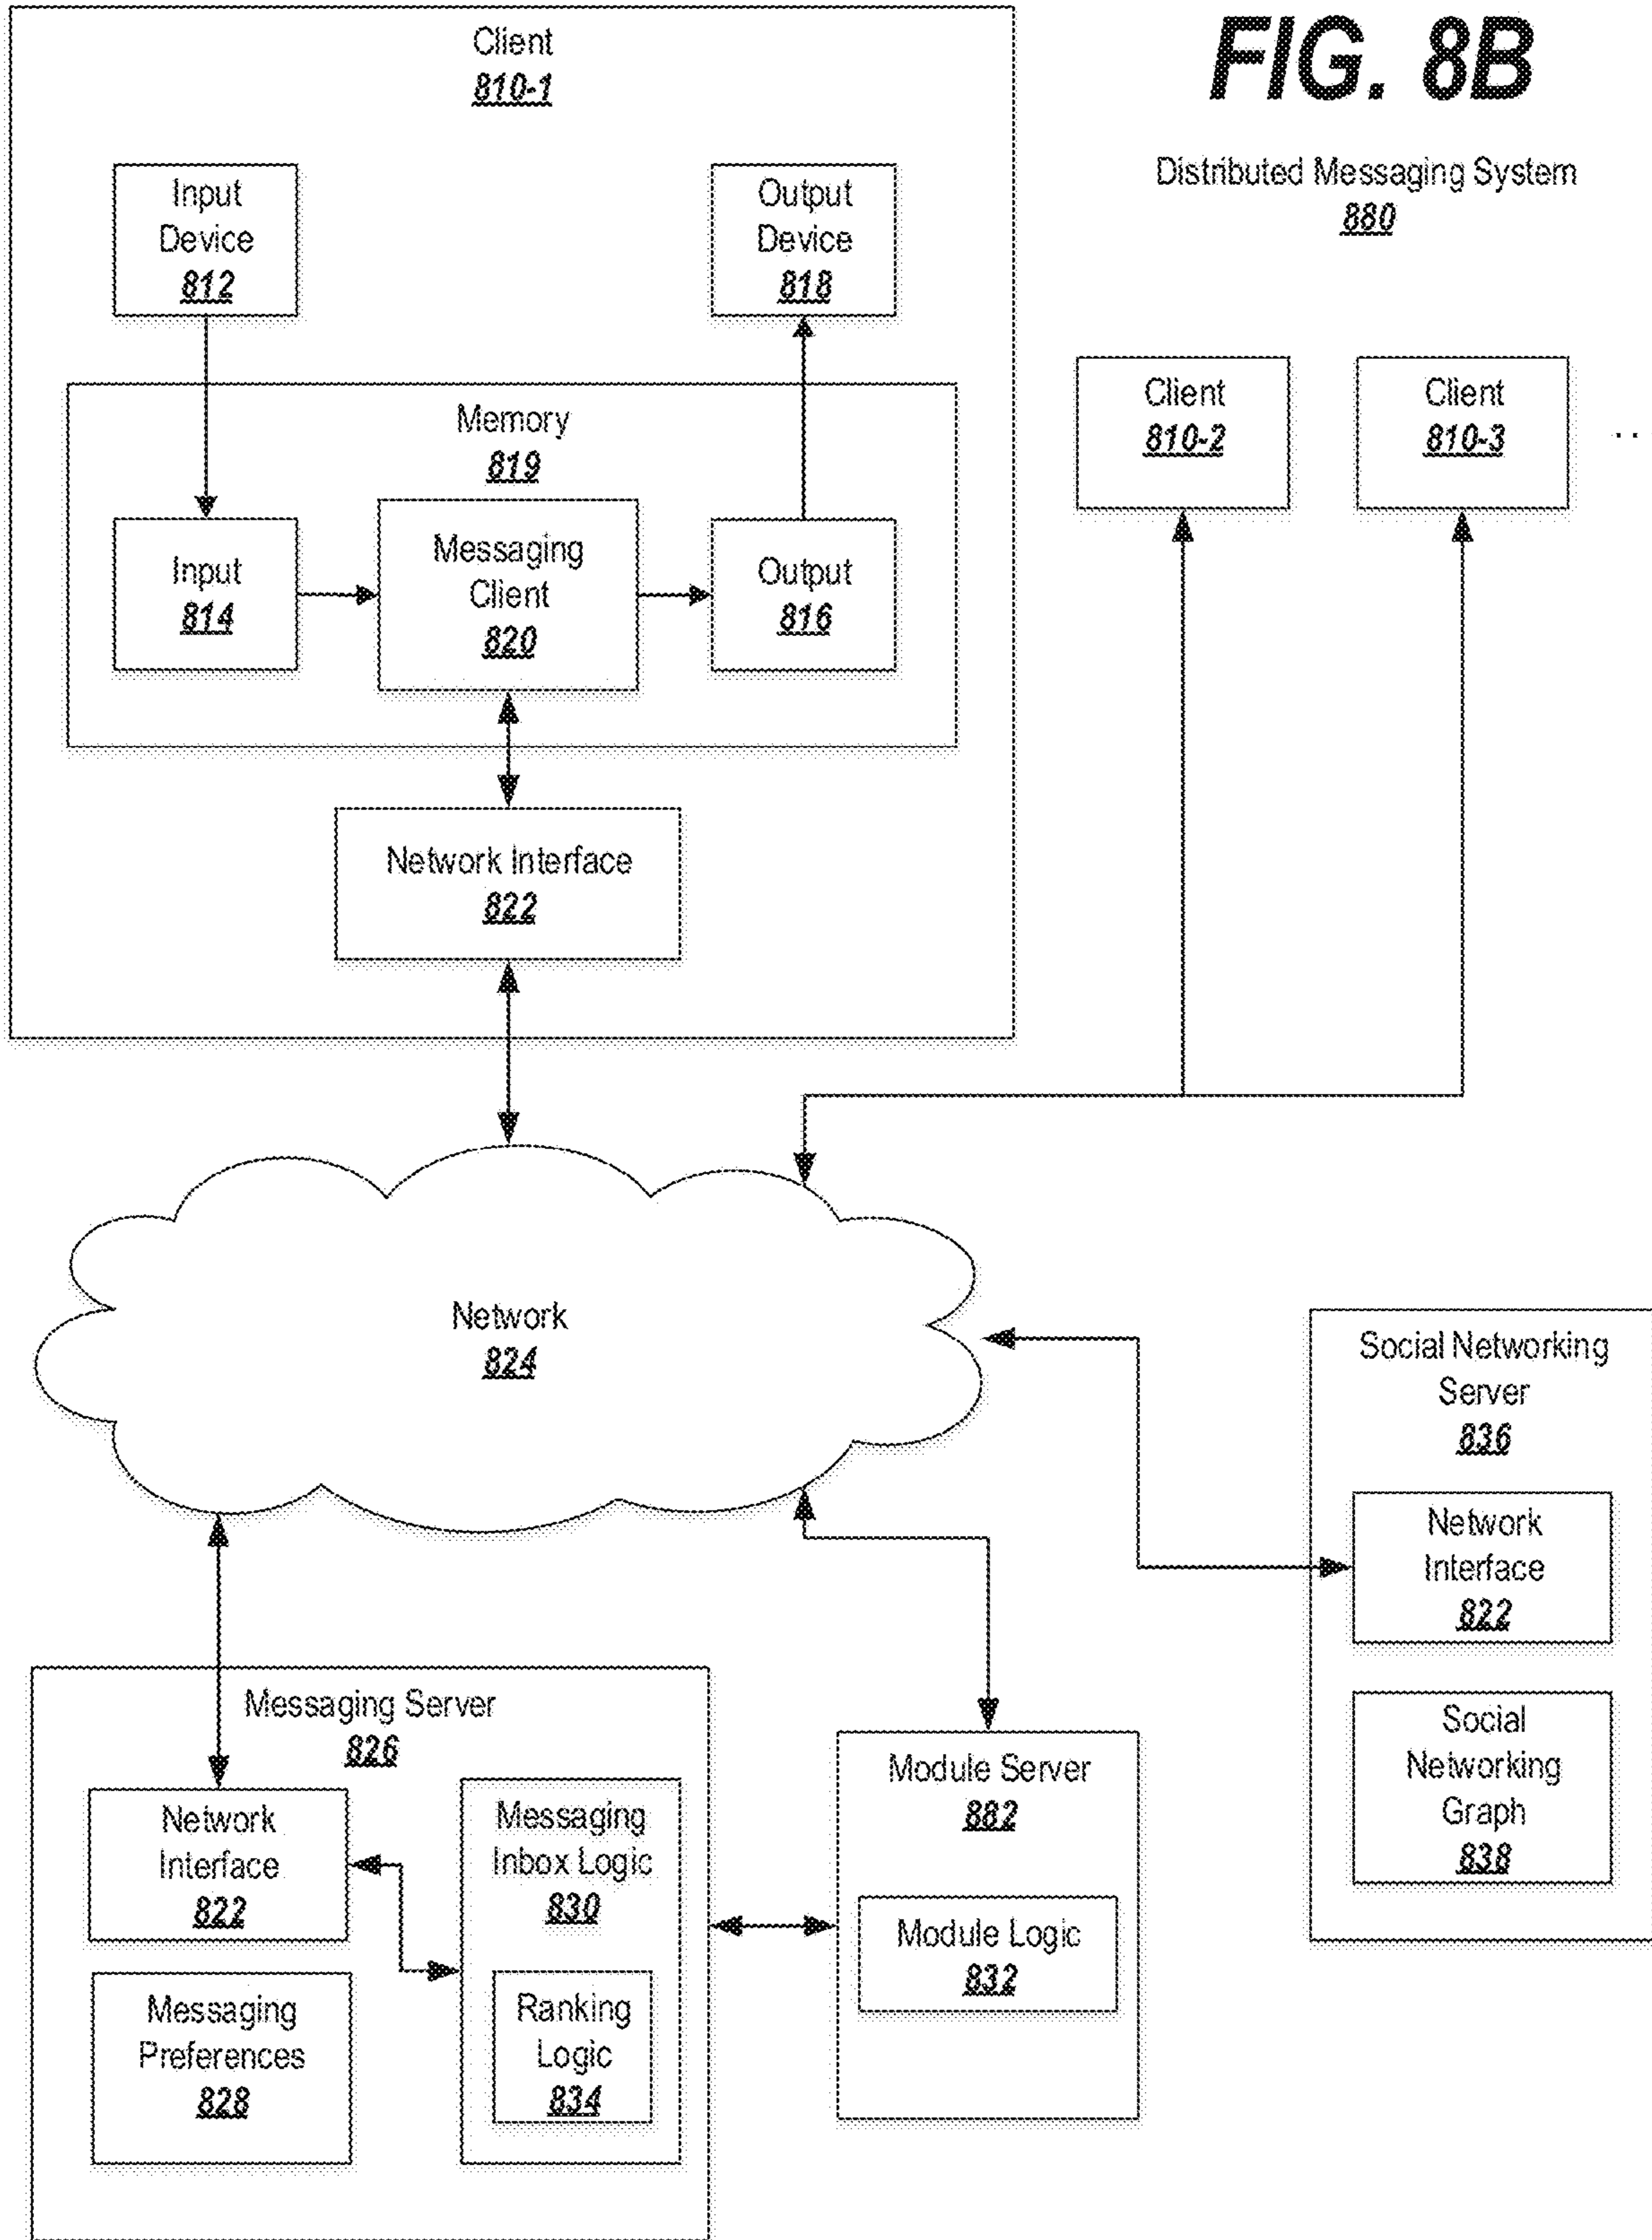 FIG. 8B
Distributed Messaging System
880
Client
810-1
Input
Device
812
Output
Device
818
Memory
819
Input
814
Messaging
Client
820
Output
816
Network Interface
822
Client
810-2
Client
810-3
..
Network
824
Social Networking
Server
836
Network
Interface
822
Social
Networking
Graph
838
Messaging Server
826
Network
Interface
822
Messaging
Preferences
828
Messaging
Inbox Logic
830
Ranking
Logic
834
Module Server
882
Module Logic
832